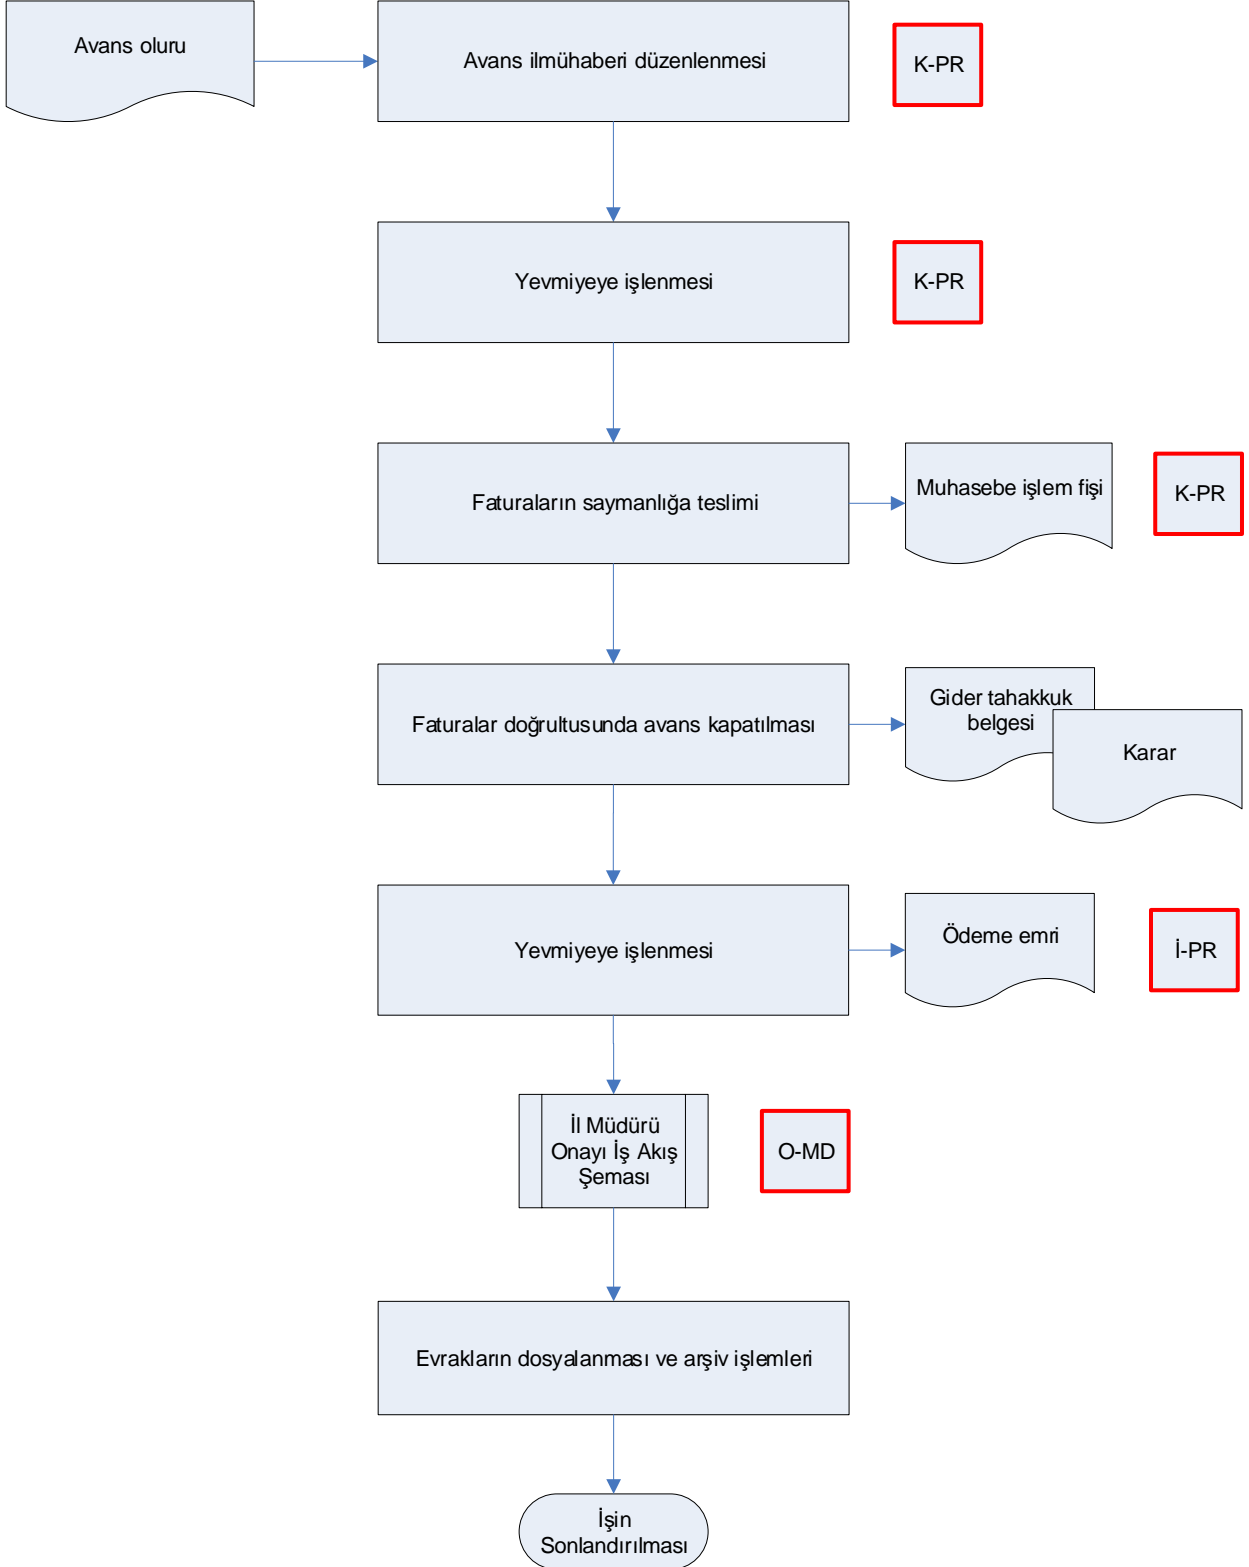 Avans oluru
Avans ilmühaberi düzenlenmesi
K-PR
Yevmiyeye işlenmesi
K-PR
Faturaların saymanlığa teslimi
Muhasebe işlem fişi
K-PR
Faturalar doğrultusunda avans kapatılması
Gider tahakkuk
belgesi
Karar
Yevmiyeye işlenmesi
Ödeme emri
İ-PR
İl Müdürü
Onayı İş Akış
Şeması
O-MD
Evrakların dosyalanması ve arşiv işlemleri
İşin
Sonlandırılması